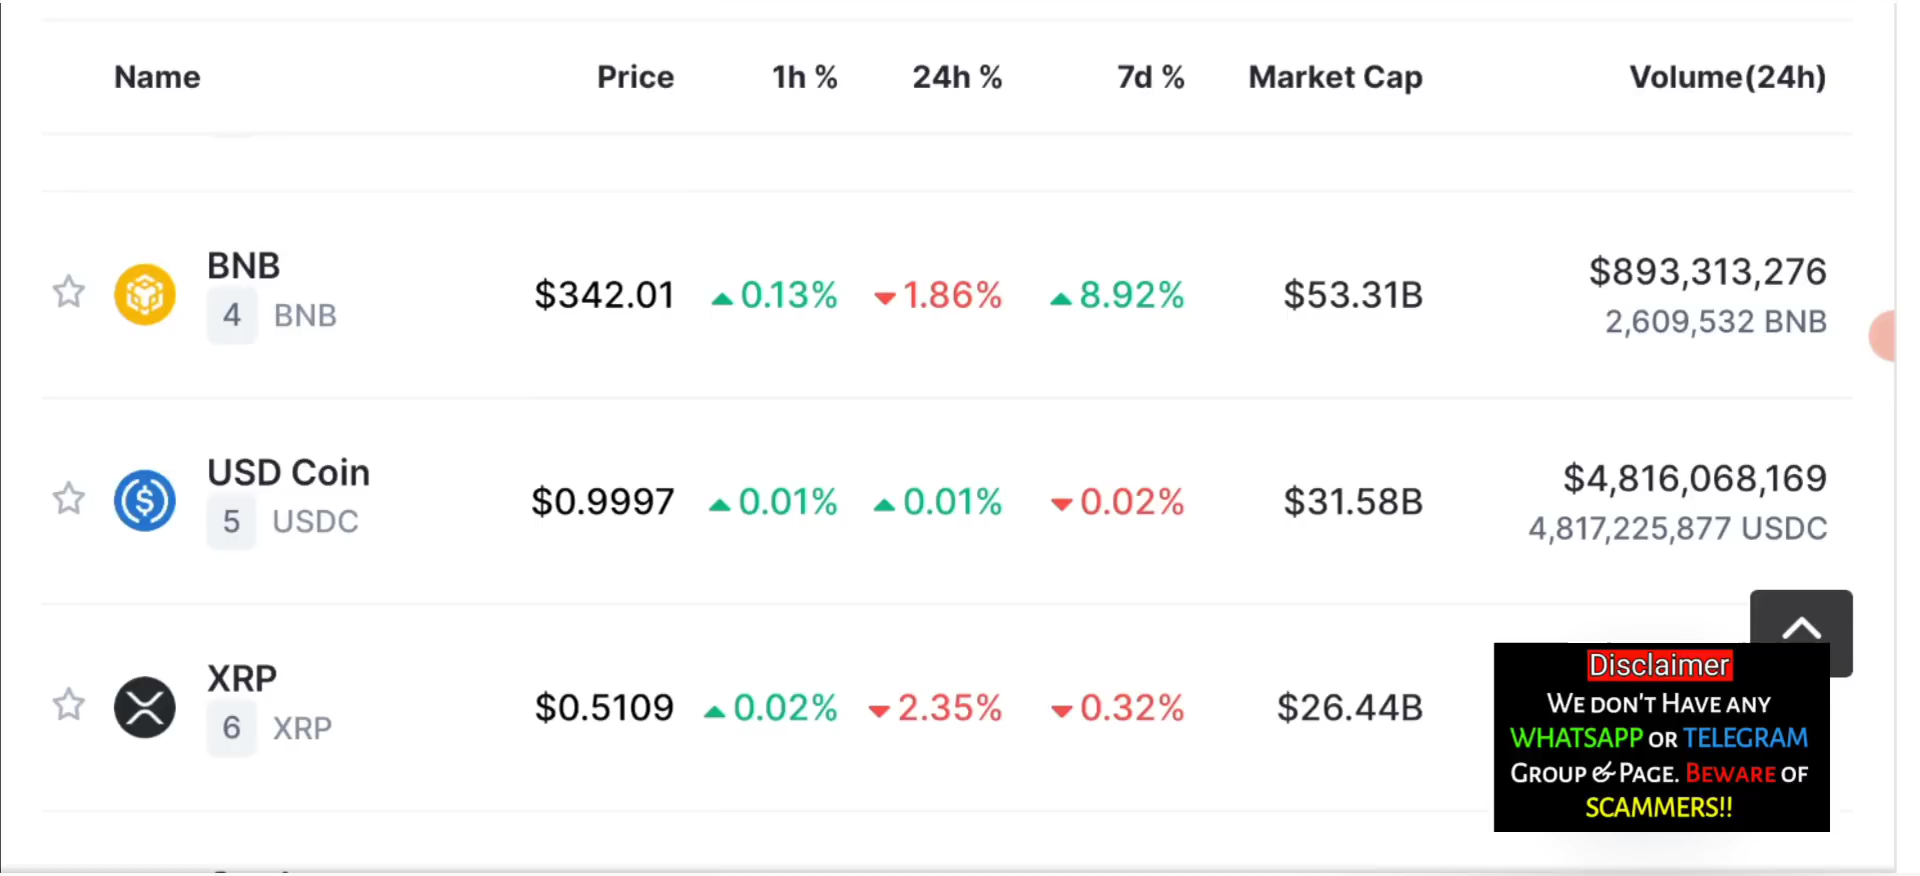 Name Price 1h % 24h % 7d % Market Cap Volume(24h)
BNB
4 BNB
$342.01 0.13% 1.86% 8.92% $53.31B
$893,313,276
2,609,532 BNB
USD Coin
5 USDC
$0.9997 0.01% 0.01% 0.02% $31.58B
$4,816,068,169
4,817,225,877 USDC
XRP
6 XRP
$0.5109 0.02% 2.35% 0.32% $26.44B
Disclaimer
WE DON'T HAVE ANY
WHATSAPP OR TELEGRAM
GROUP & PAGE. BEWARE OF
SCAMMERS!!